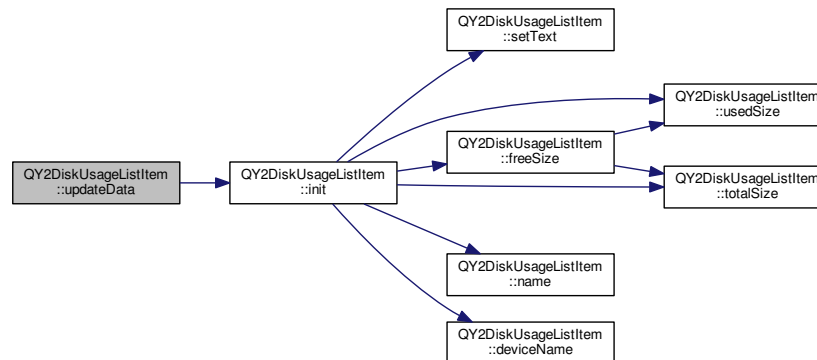 QY2DiskUsageListItem
::updateData
QY2DiskUsageListItem
::init
QY2DiskUsageListItem
::setText
QY2DiskUsageListItem
::freeSize
QY2DiskUsageListItem
::name
QY2DiskUsageListItem
::deviceName
QY2DiskUsageListItem
::usedSize
QY2DiskUsageListItem
::totalSize